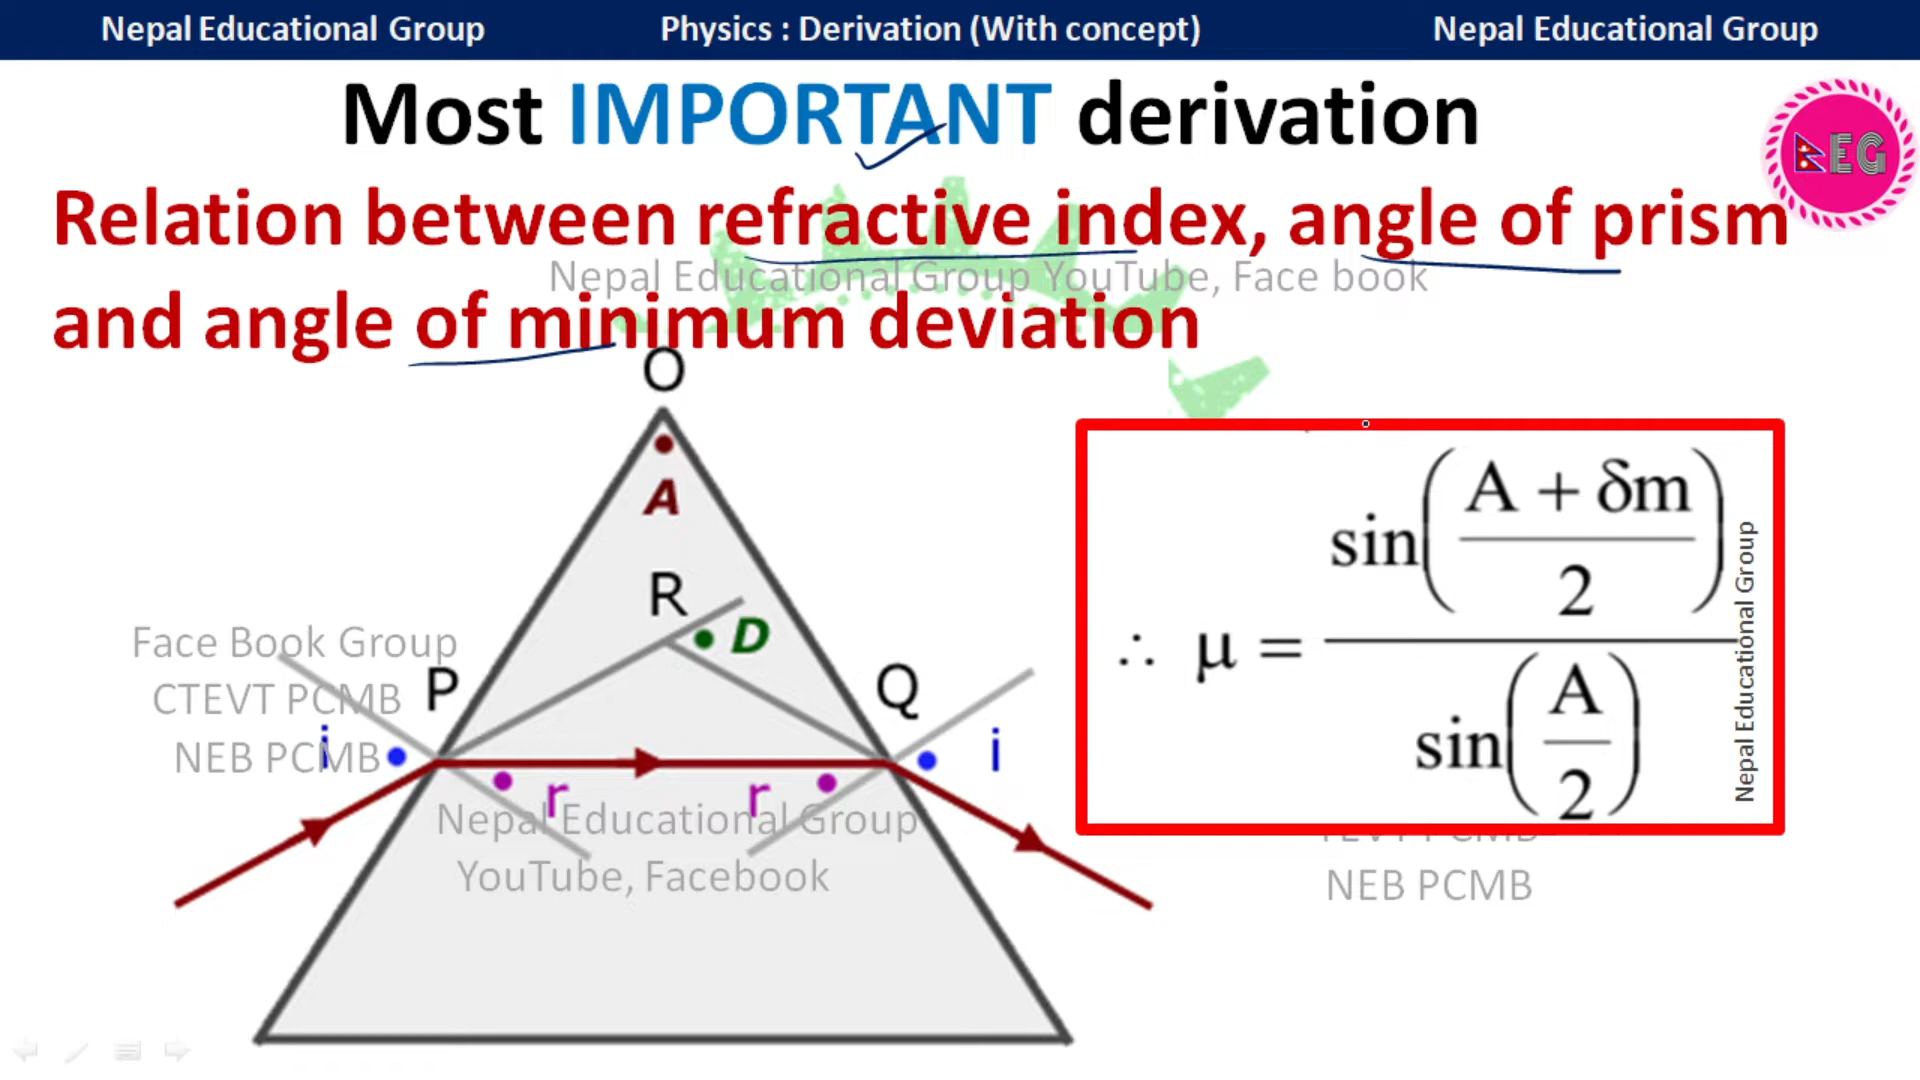 Nepal Educational Group Physics : Derivation (With concept) Nepal Educational Group
Most IMPORTANT derivation
EG
Relation between refractive index, angle of prism
Nepal Educational Group YouTube, Face book
and angle of minimum deviation
O
A
R
D
Face Book Group
P
Q
CTEVT PCMB
i
i
NEB PCMB
r
r
Nepal Educational Group
YouTube, Facebook
∴ μ = sin((A + δm)/2) / sin(A/2)
Nepal Educational Group
NEB PCMB